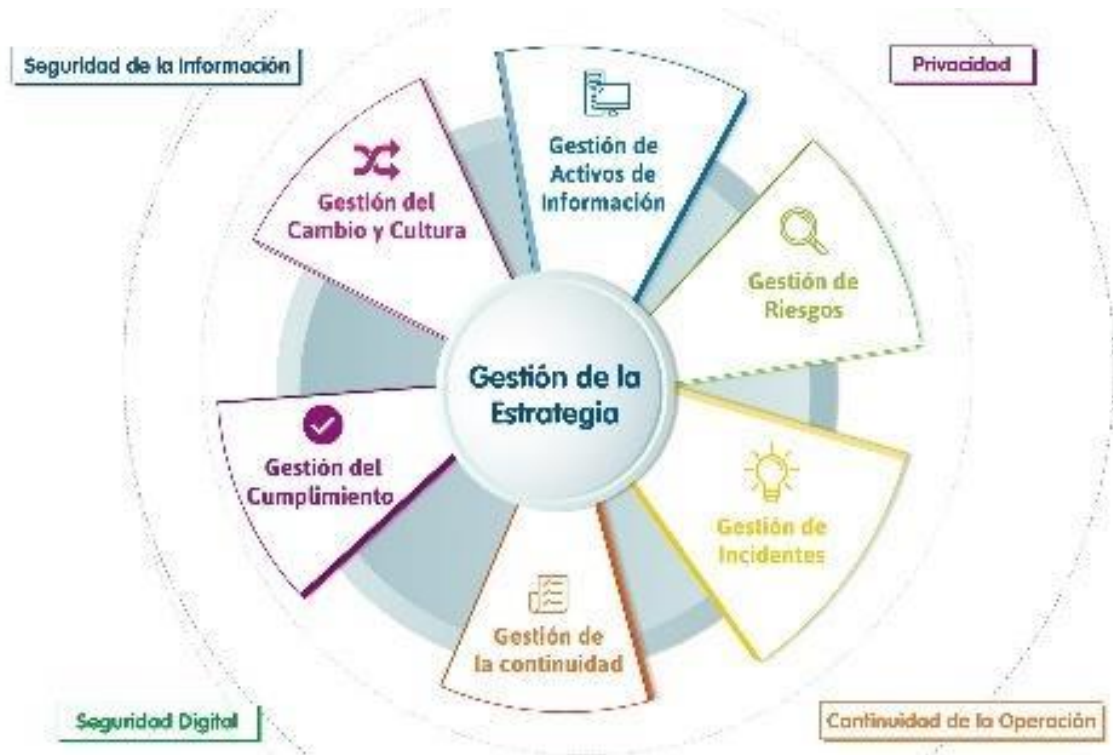 Seguridad de la Información
Privacidad
Gestión de
Activos de
Información
Gestión del
Cambio y Cultura
Gestión de
Riesgos
Gestión de la
Estrategia
Gestión del
Cumplimiento
Gestión de
Incidentes
Gestión de
la continuidad
Seguridad Digital
Continuidad de la Operación